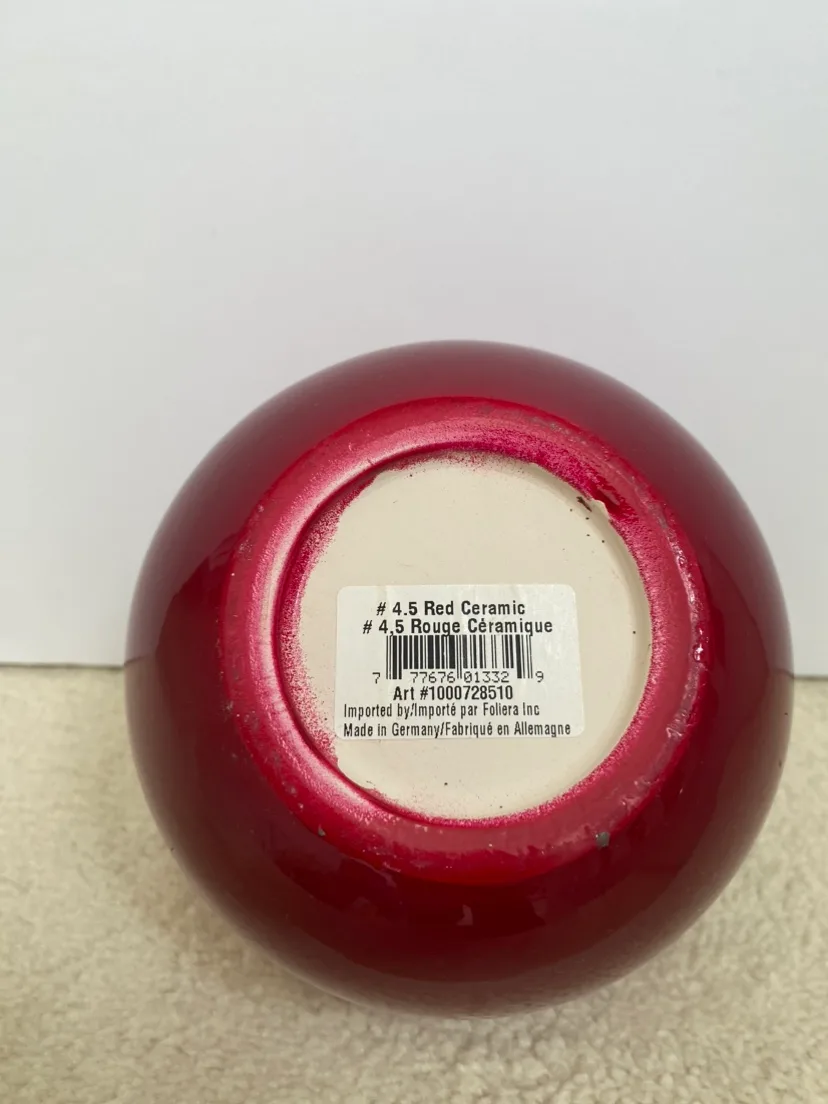 # 4.5 Red Ceramic
# 4,5 Rouge Céramique
7 77676 01332 9
Art #1000728510
Imported by/Importé par Foliera Inc
Made in Germany/Fabriqué en Allemagne